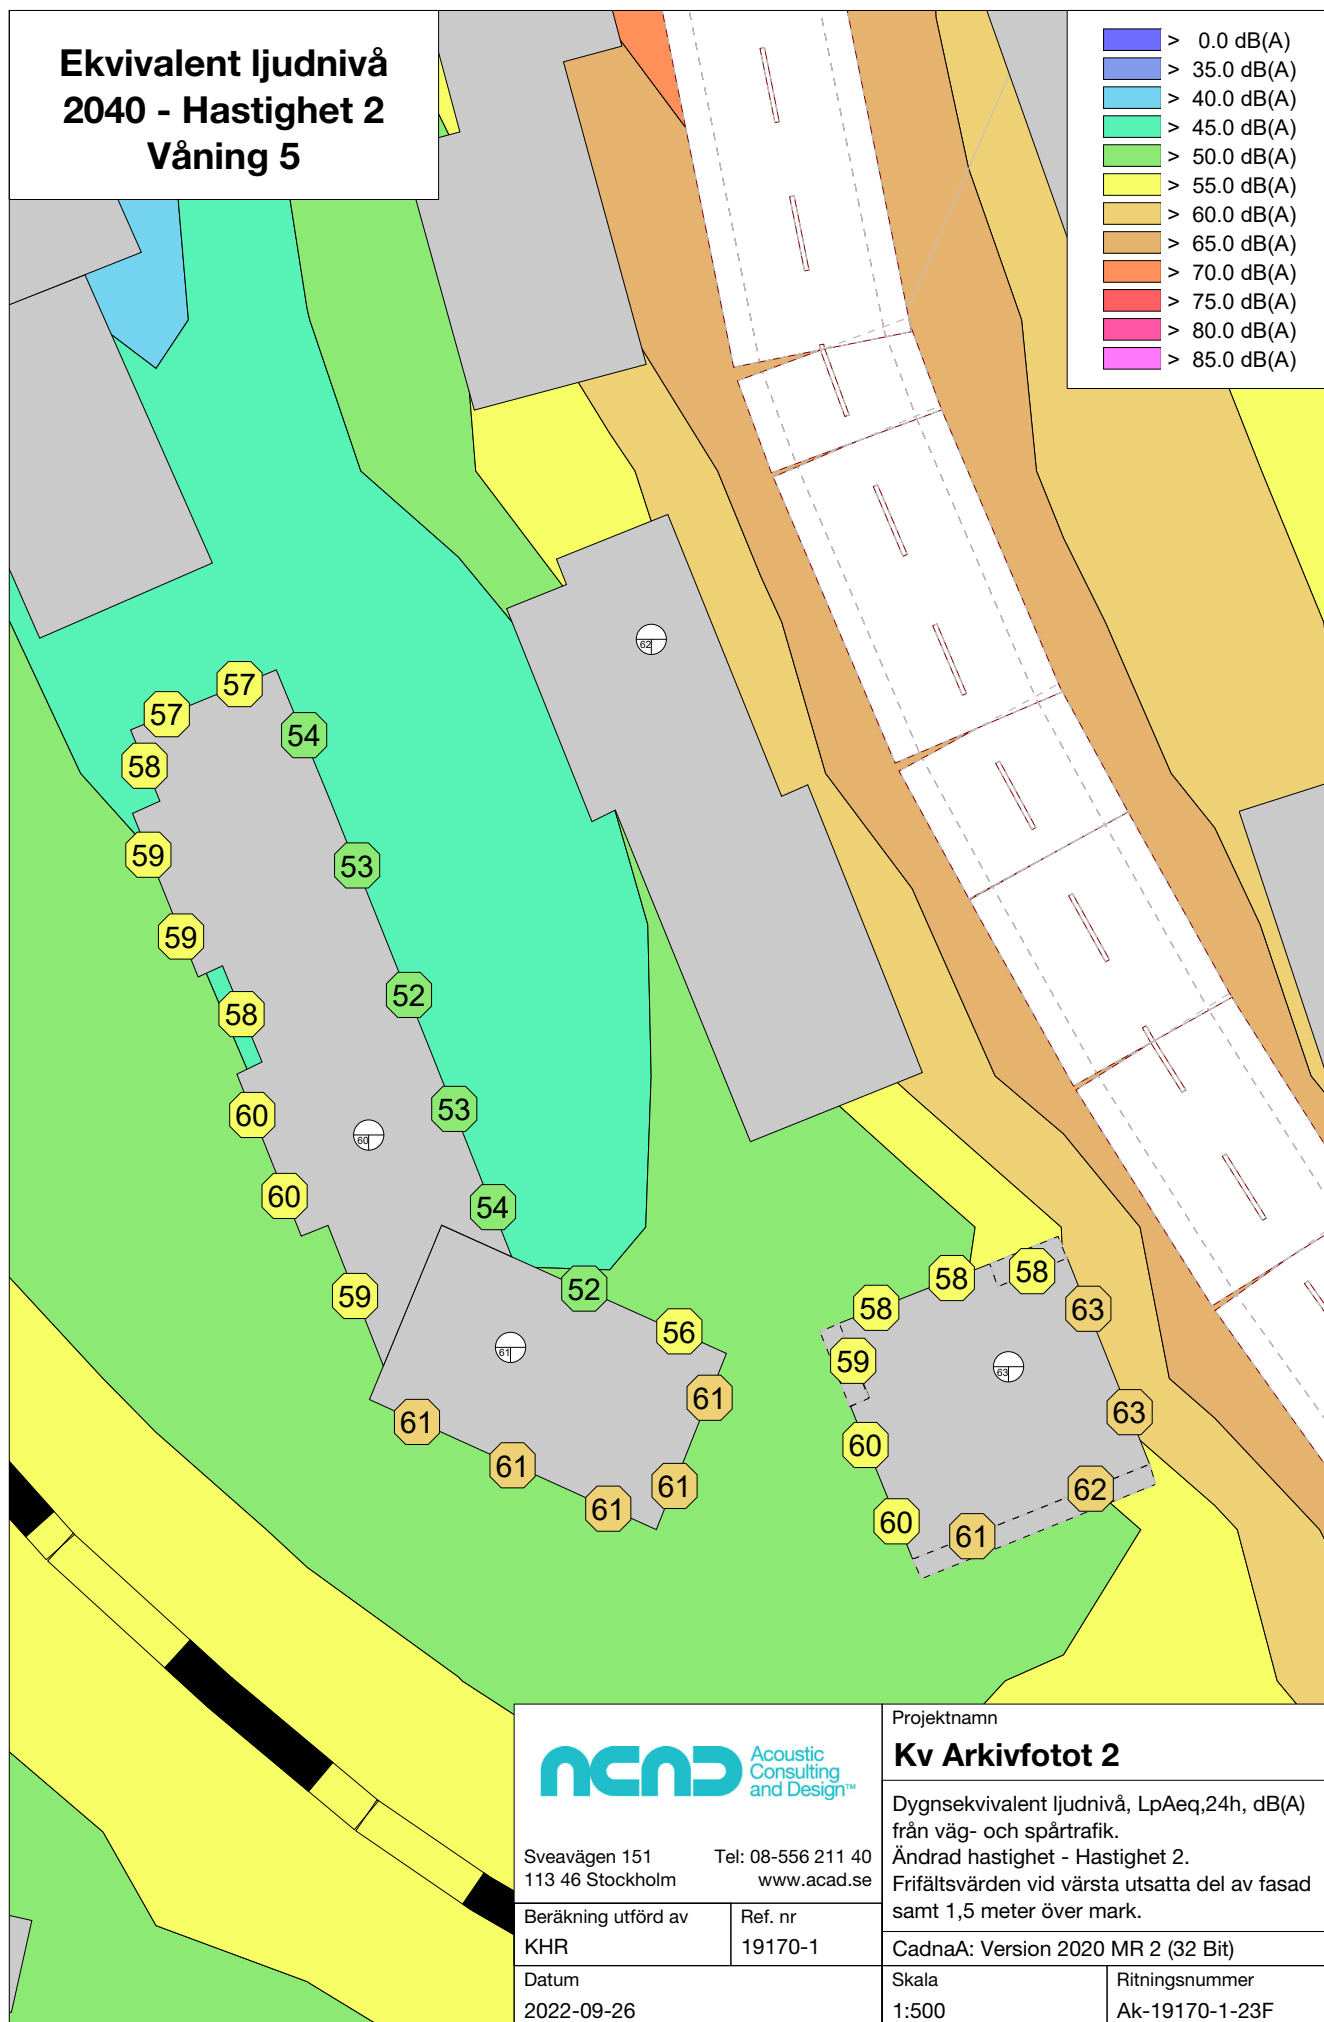 Ekvivalent ljudnivå
2040 - Hastighet 2
Våning 5
> 0.0 dB(A)
> 35.0 dB(A)
> 40.0 dB(A)
> 45.0 dB(A)
> 50.0 dB(A)
> 55.0 dB(A)
> 60.0 dB(A)
> 65.0 dB(A)
> 70.0 dB(A)
> 75.0 dB(A)
> 80.0 dB(A)
> 85.0 dB(A)
62
57
57
54
58
59
53
59
52
58
53
60
60
60
54
58
58
58
52
59
63
56
61
59
63
61
63
61
60
61
61
61
62
60
61
acad
Acoustic
Consulting
and Design™
Sveavägen 151
113 46 Stockholm
Tel: 08-556 211 40
www.acad.se
Beräkning utförd av
KHR
Ref. nr
19170-1
Datum
2022-09-26
Projektnamn
Kv Arkivfotot 2
Dygnsekvivalent ljudnivå, LpAeq,24h, dB(A)
från väg- och spårtrafik.
Ändrad hastighet - Hastighet 2.
Frifältsvärden vid värsta utsatta del av fasad
samt 1,5 meter över mark.
CadnaA: Version 2020 MR 2 (32 Bit)
Skala
1:500
Ritningsnummer
Ak-19170-1-23F